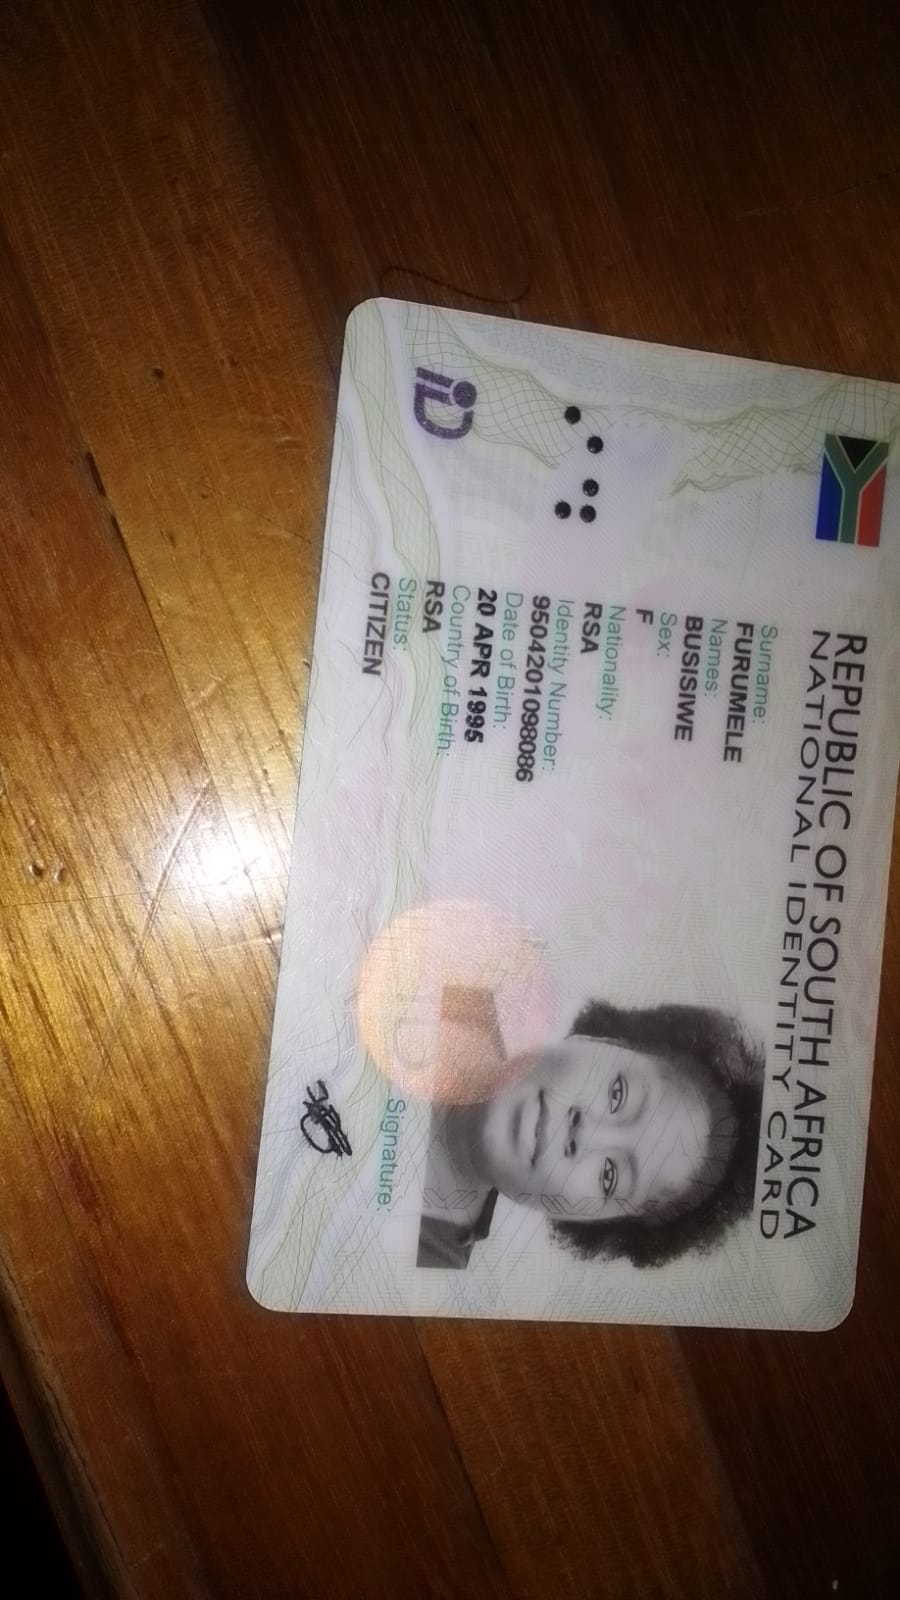 REPUBLIC OF SOUTH AFRICA
NATIONAL IDENTITY CARD
Surname:
FURUMELE
Names:
BUSISIWE
Sex:
F
Nationality:
RSA
Identity Number:
9504201098086
Date of Birth:
20 APR 1995
Country of Birth:
RSA
Status:
CITIZEN
Signature:
iD